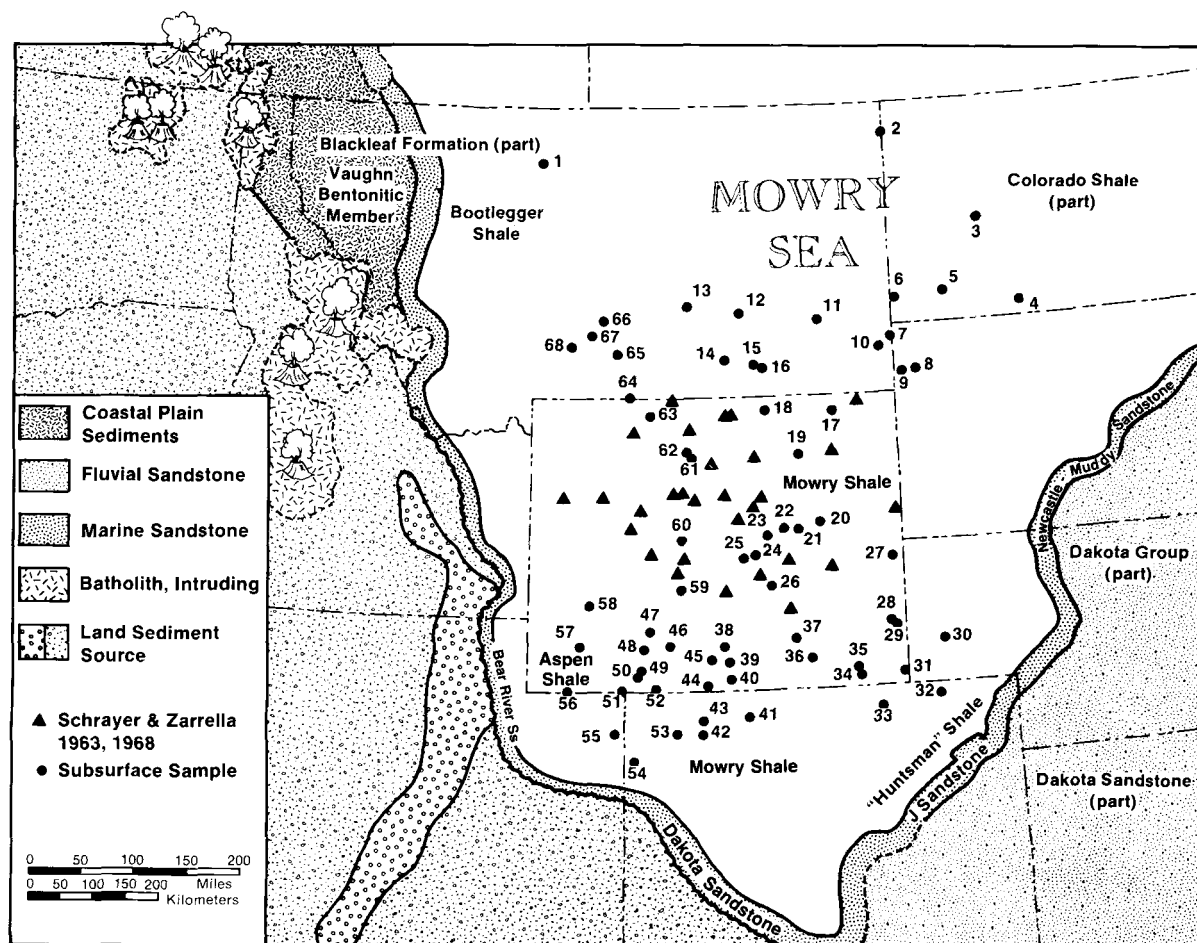 Blackleaf Formation (part)
Vaughn
Bentonitic
Member
Bootlegger
Shale
MOWRY
SEA
Colorado Shale
(part)
1
2
3
4
5
6
7
8
9
10
11
12
13
14
15
16
66
67
68
65
64
63
18
17
19
62
61
Mowry Shale
Newcastle Muddy Sandstone
Dakota Group
(part)
22
20
23
21
60
25
24
27
26
59
58
28
29
30
47
57
48
46
38
37
45
39
36
35
34
31
50
49
Aspen
Shale
44
40
32
56
51
52
33
43
41
55
53
42
54
Mowry Shale
Bear River Ss
"Huntsman" Shale
J Sandstone
Dakota Sandstone
Dakota Sandstone
(part)
Coastal Plain
Sediments
Fluvial Sandstone
Marine Sandstone
Batholith, Intruding
Land Sediment
Source
Schrayer & Zarrella
1963, 1968
Subsurface Sample
0 50 100 150 200
Miles
0 50 100 150 200
Kilometers